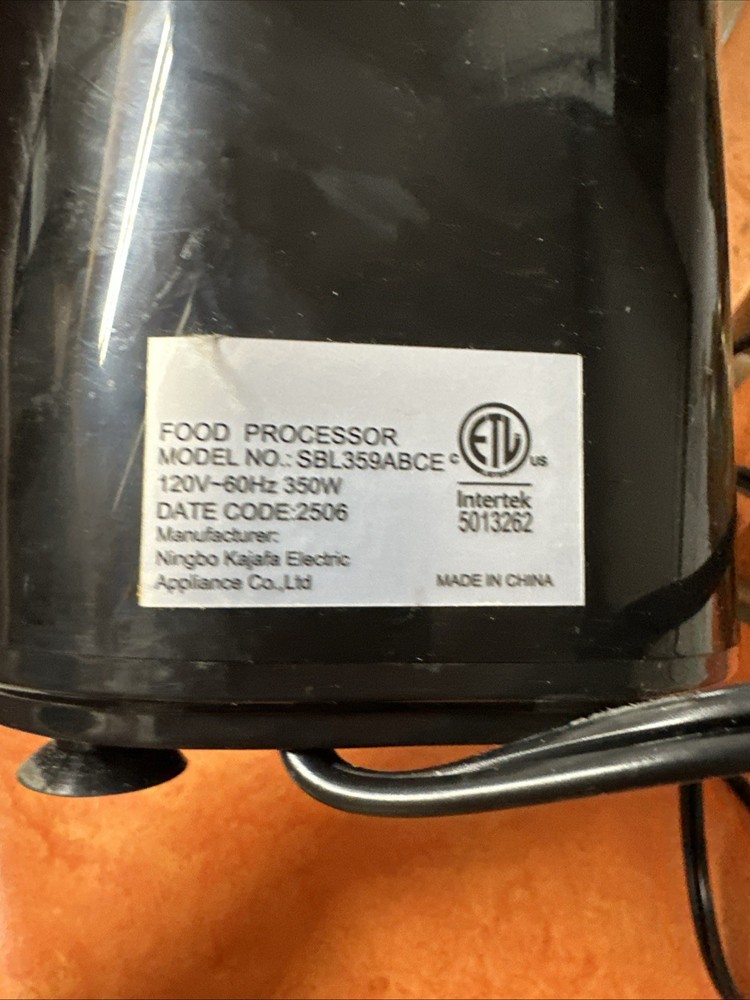 FOOD PROCESSOR
MODEL NO.: SBL359ABCE
120V~60Hz 350W
DATE CODE:2506
Manufacturer:
Ningbo Kajafa Electric
Appliance Co.,Ltd
c ETL US
Intertek
5013262
MADE IN CHINA